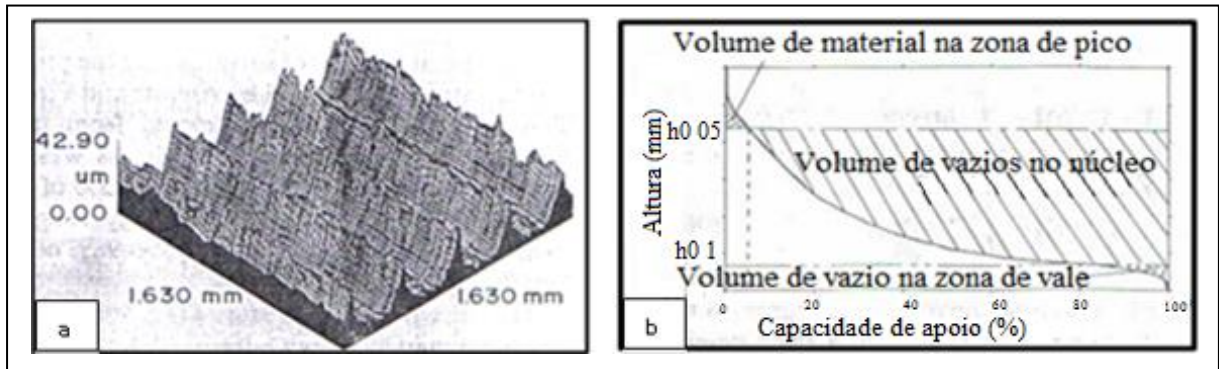 42.90
um
0.00
1.630 mm
1.630 mm
a
Volume de material na zona de pico
h0 05
Altura (mm)
Volume de vazios no núcleo
h0 1
Volume de vazio na zona de vale
0 20 40 60 80 100
Capacidade de apoio (%)
b